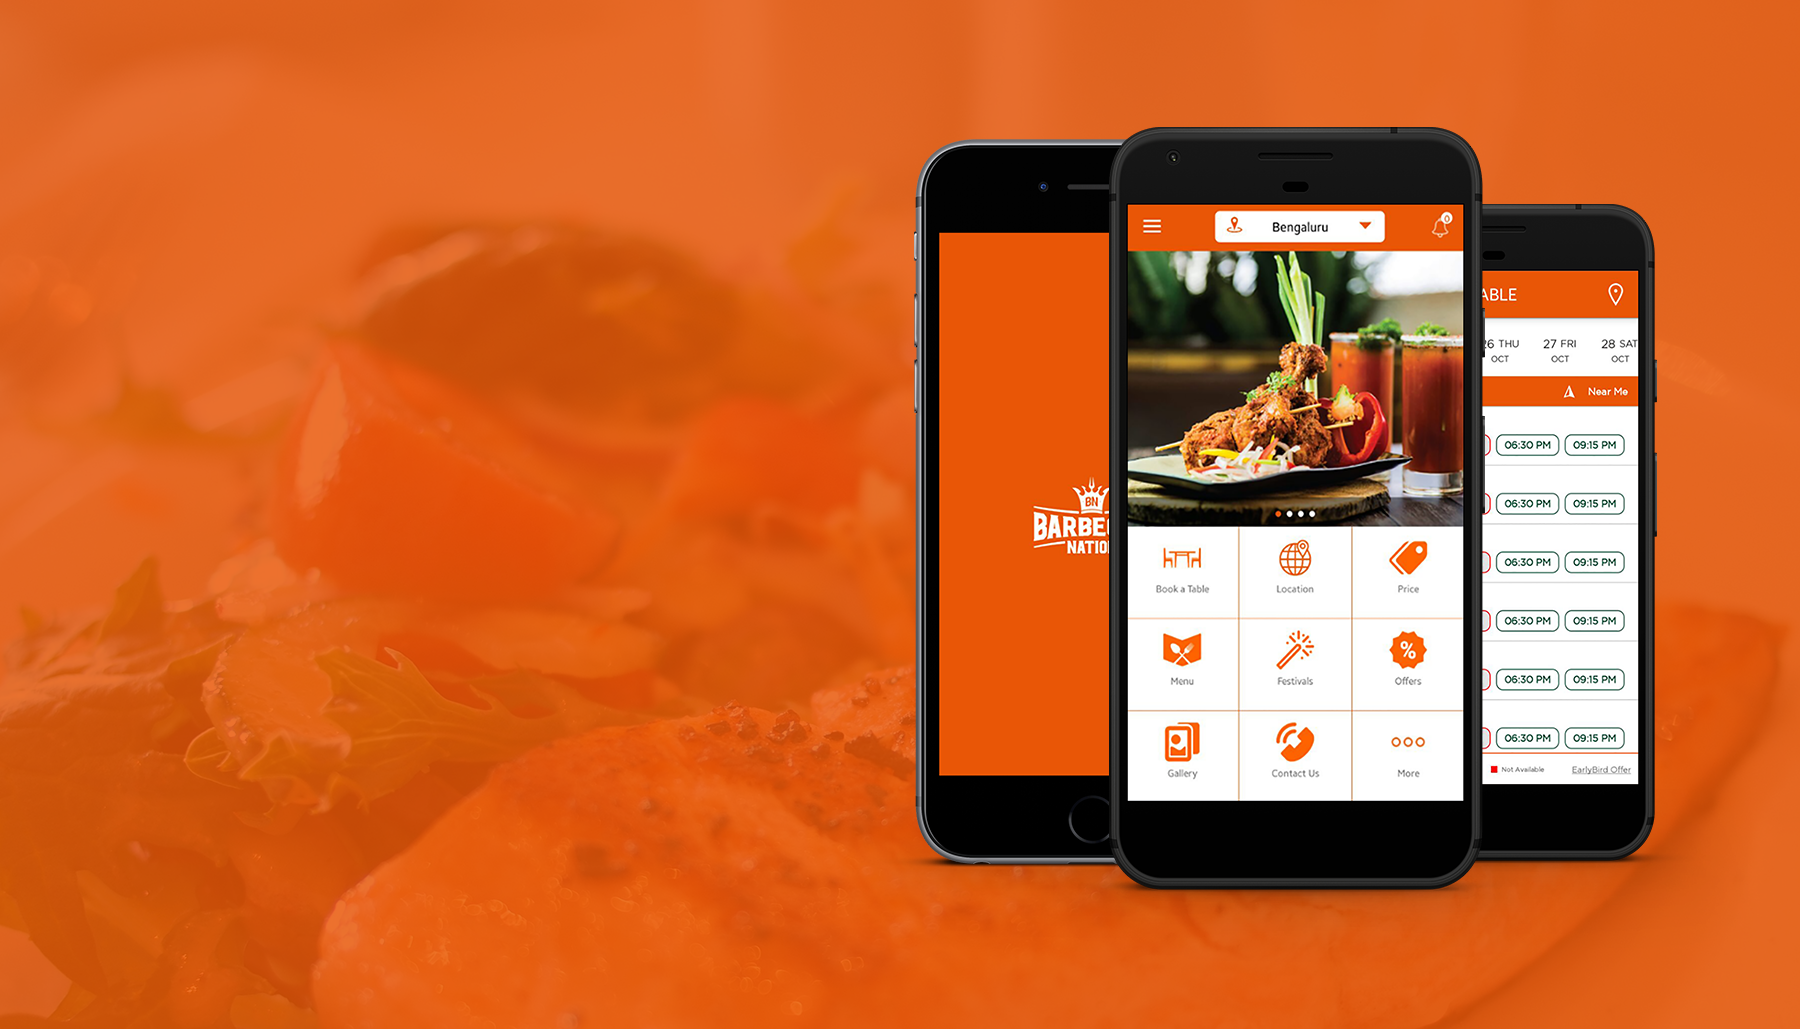 BN
BARBE
NATIO
Bengaluru
0
Book a Table
Location
Price
Menu
Festivals
%
Offers
Gallery
Contact Us
More
ABLE
26 THU
OCT
27 FRI
OCT
28 SAT
OCT
Near Me
06:30 PM 09:15 PM
06:30 PM 09:15 PM
06:30 PM 09:15 PM
06:30 PM 09:15 PM
06:30 PM 09:15 PM
06:30 PM 09:15 PM
Not Available EarlyBird Offer